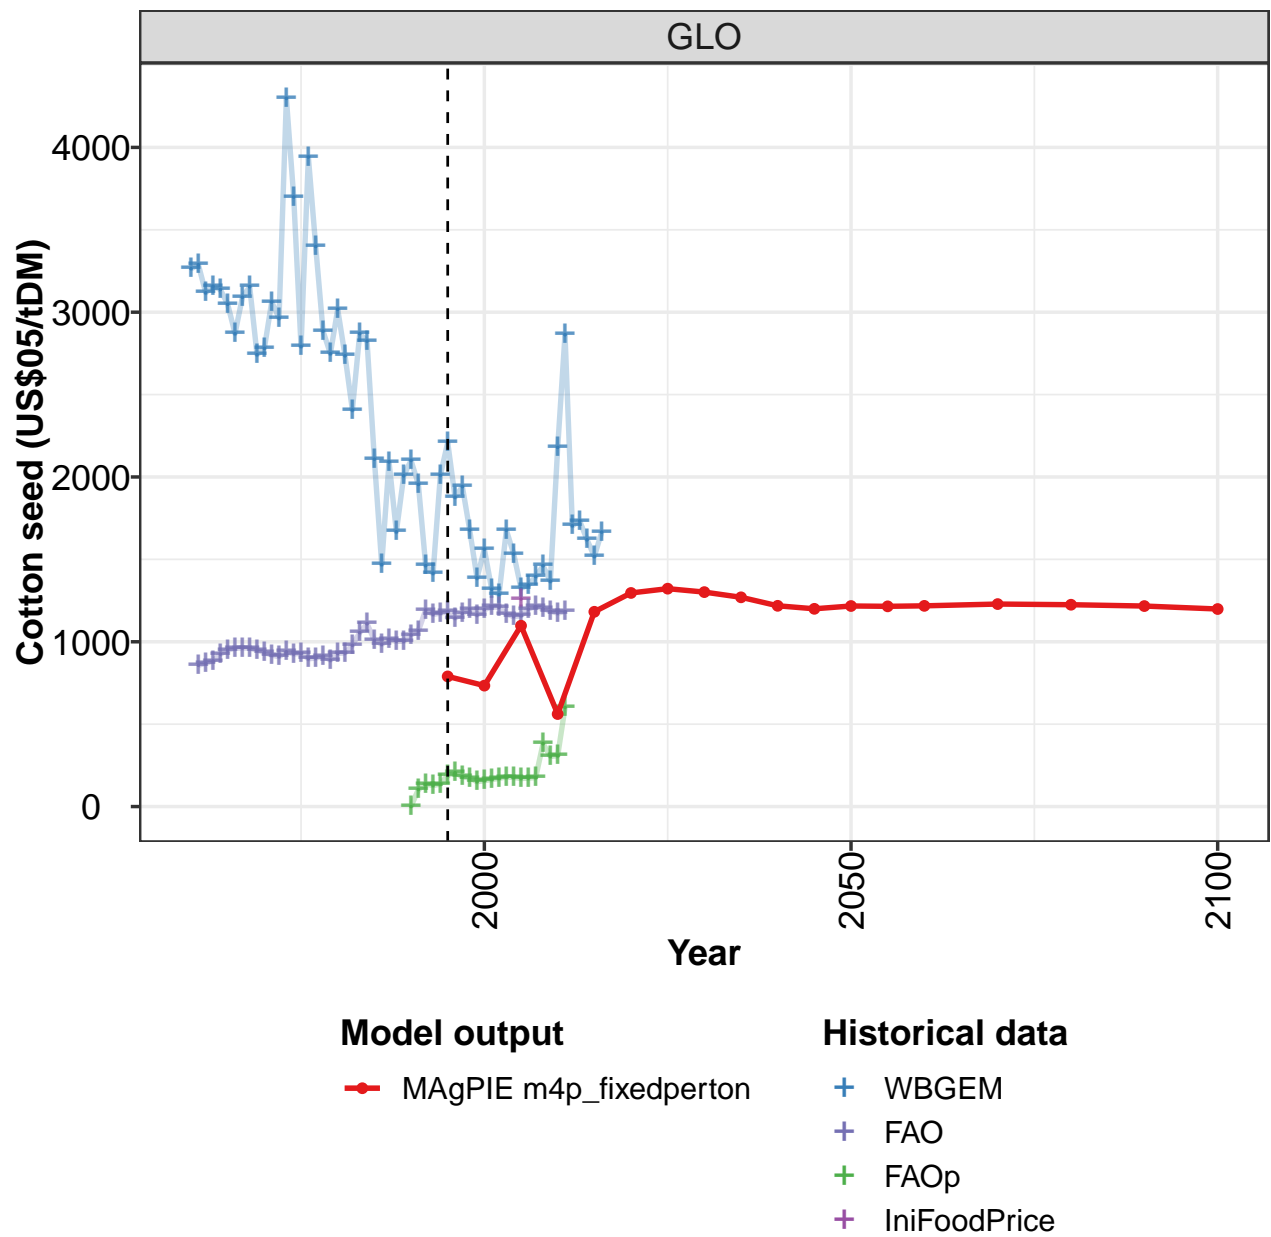 GLO
Cotton seed (US$05/tDM)
4000
3000
2000
1000
0
2000
2050
2100
Year
Model output
MAgPIE m4p_fixedperton
Historical data
WBGEM
FAO
FAOp
IniFoodPrice